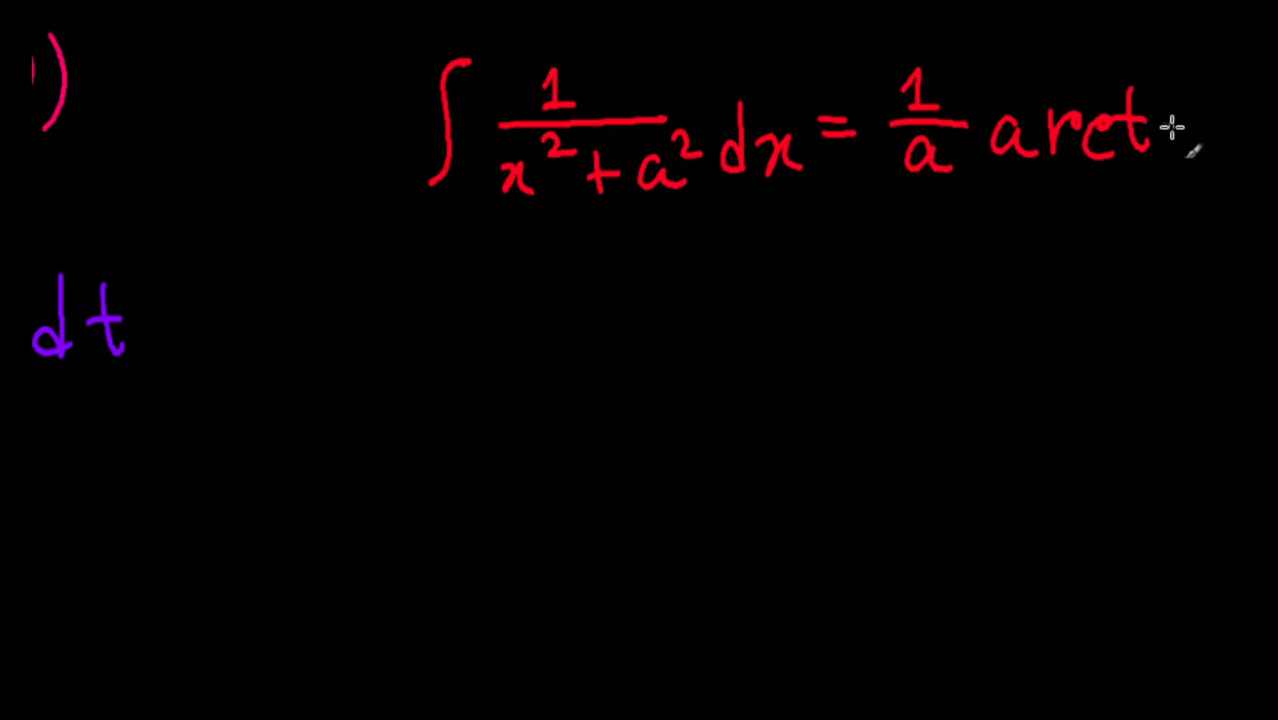 ) ∫ 1/(x² + a²) dx = 1/a arct
dt